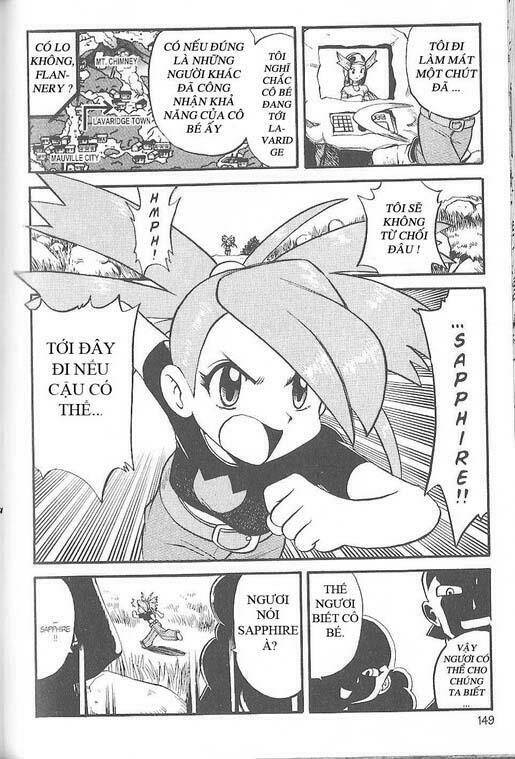 TÔI ĐI
LÀM MÁT
MỘT CHÚT
ĐÃ ...
TÔI
NGHĨ
CHẮC
CÔ BÉ
ĐANG
TỚI
LA-
VARID
GE
CÓ NẾU ĐÚNG
LÀ NHỮNG
NGƯỜI KHÁC
ĐÃ CÔNG
NHẬN KHẢ
NĂNG CỦA CÔ
BÉ ẤY
CÓ LO
KHÔNG,
FLAN-
NERY ?
MT. CHIMNEY
LAVARIDGE TOWN
MAUVILLE CITY
TÔI SẼ
KHÔNG
TỪ CHỐI
ĐÂU !
HMPH!
... SAPPHIRE!!
TỚI ĐÂY
ĐI NẾU
CẬU CÓ
THỂ...
VẬY
NGƯƠI CÓ
THỂ CHO
CHÚNG
TA BIẾT
THẾ
NGƯƠI
BIẾT CÔ
BÉ.
NGƯƠI
NÓI
SAPPHIRE
À?
SAPPHIRE
!!
149